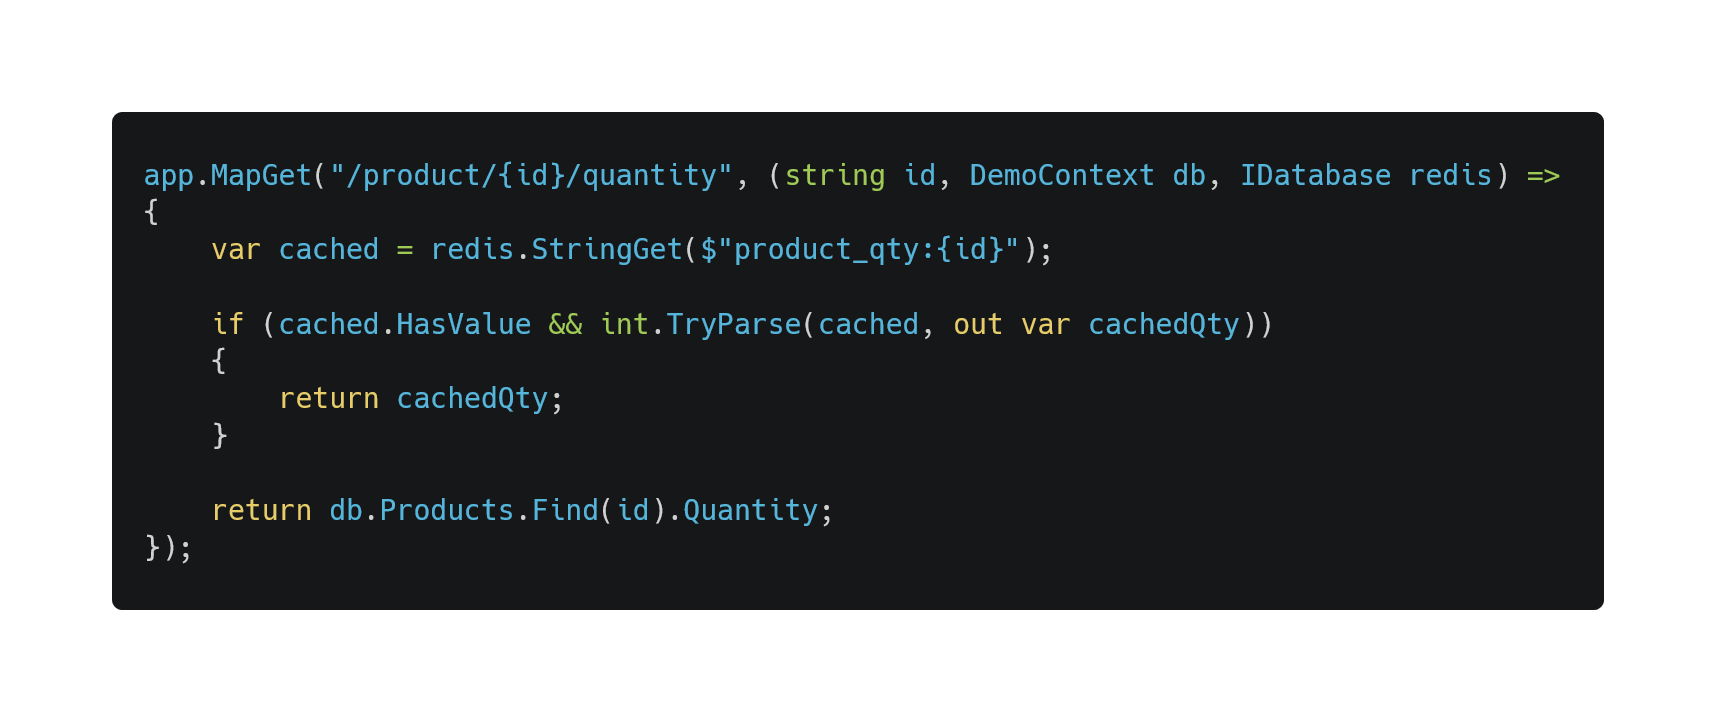 app.MapGet("/product/{id}/quantity", (string id, DemoContext db, IDatabase redis) =>
{
    var cached = redis.StringGet($"product_qty:{id}");

    if (cached.HasValue && int.TryParse(cached, out var cachedQty))
    {
        return cachedQty;
    }

    return db.Products.Find(id).Quantity;
});